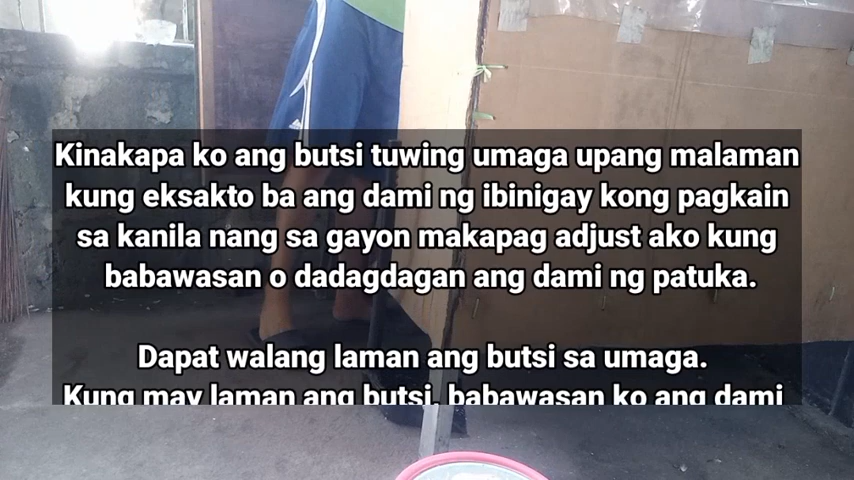 Kinakapa ko ang butsi tuwing umaga upang malaman
kung eksakto ba ang dami ng ibinigay kong pagkain
sa kanila nang sa gayon makapag adjust ako kung
babawasan o dadagdagan ang dami ng patuka.
Dapat walang laman ang butsi sa umaga.
Kung may laman ang butsi, babawasan ko ang dami